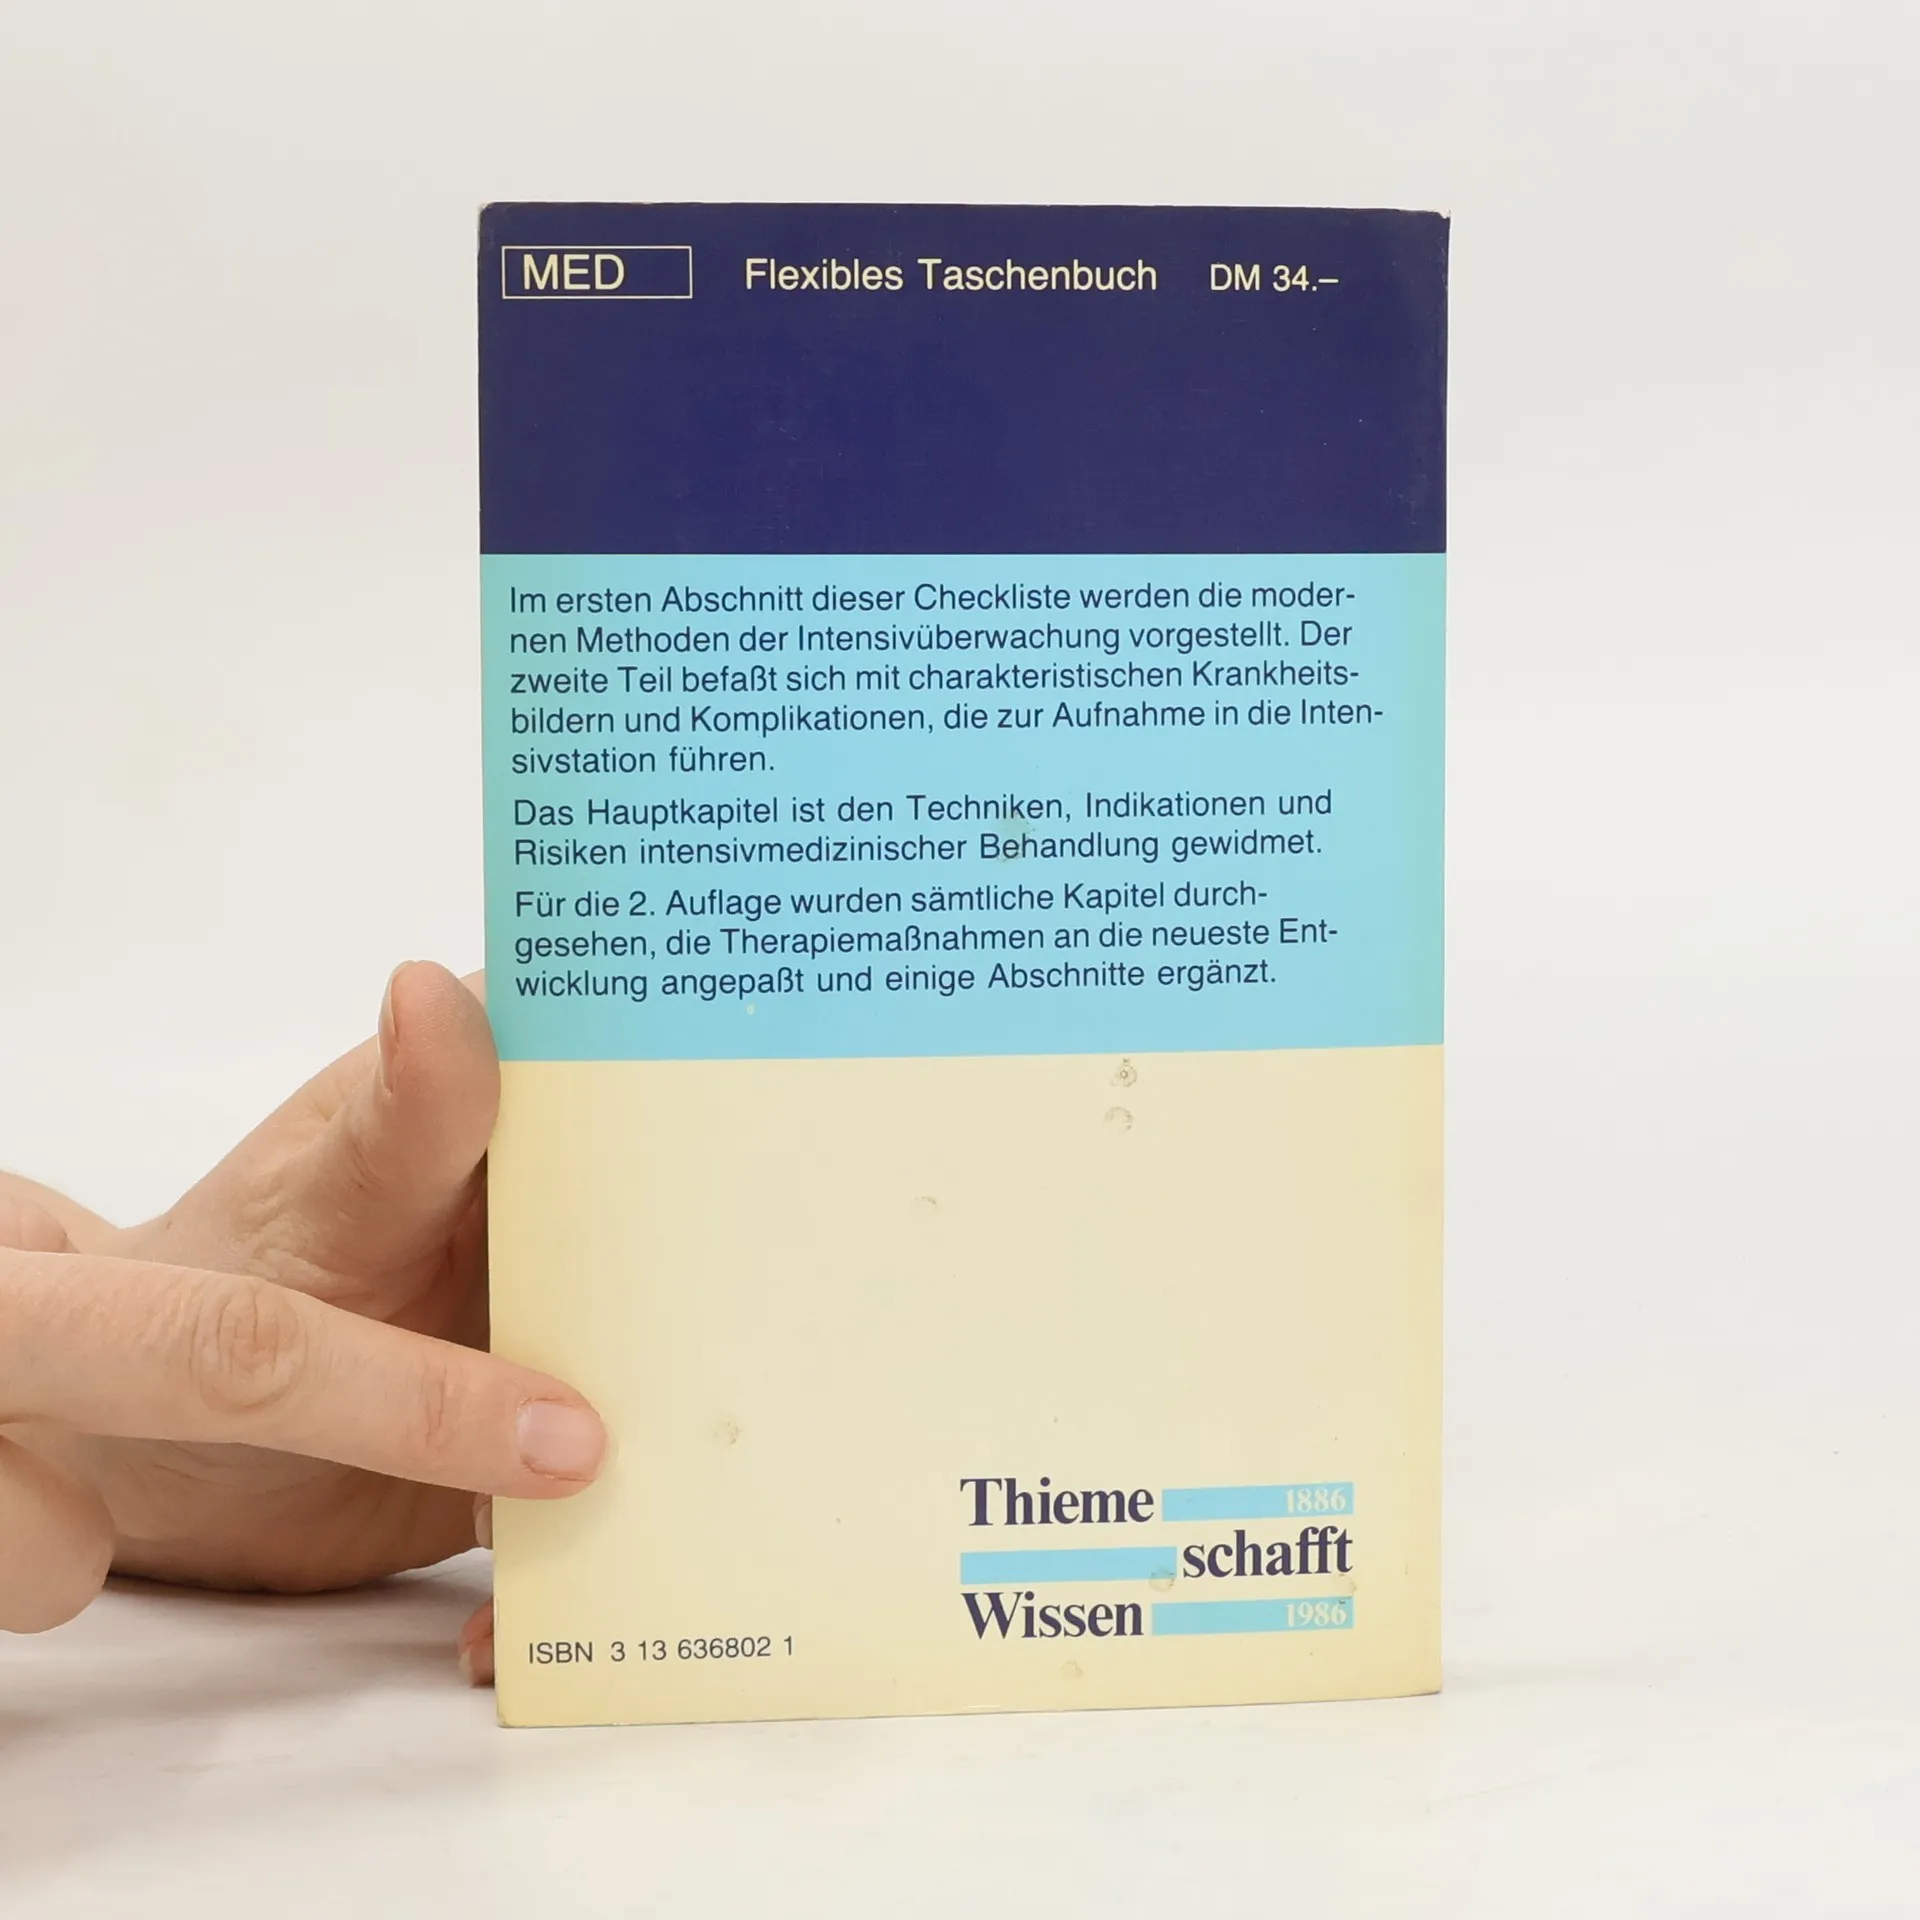 MED Flexibles Taschenbuch DM 34.–
Im ersten Abschnitt dieser Checkliste werden die moder-
nen Methoden der Intensivüberwachung vorgestellt. Der
zweite Teil befaßt sich mit charakteristischen Krankheits-
bildern und Komplikationen, die zur Aufnahme in die Inten-
sivstation führen.
Das Hauptkapitel ist den Techniken, Indikationen und
Risiken intensivmedizinischer Behandlung gewidmet.
Für die 2. Auflage wurden sämtliche Kapitel durch-
gesehen, die Therapiemaßnahmen an die neueste Ent-
wicklung angepaßt und einige Abschnitte ergänzt.
Thieme 1886
schafft
Wissen 1986
ISBN 3 13 636802 1